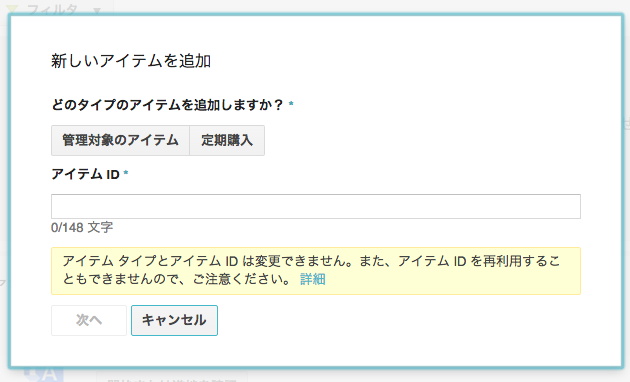 フィルタ
新しいアイテムを追加
どのタイプのアイテムを追加しますか？ *
管理対象のアイテム 定期購入
アイテム ID *
0/148 文字
アイテム タイプとアイテム ID は変更できません。また、アイテム ID を再利用するこ
ともできませんので、ご注意ください。 詳細
次へ キャンセル